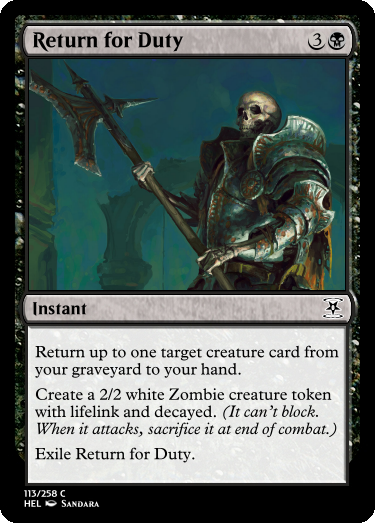 Return for Duty 3
Instant
Return up to one target creature card from
your graveyard to your hand.
Create a 2/2 white Zombie creature token
with lifelink and decayed. (It can't block.
When it attacks, sacrifice it at end of combat.)
Exile Return for Duty.
113/258 C
HEL SANDARA